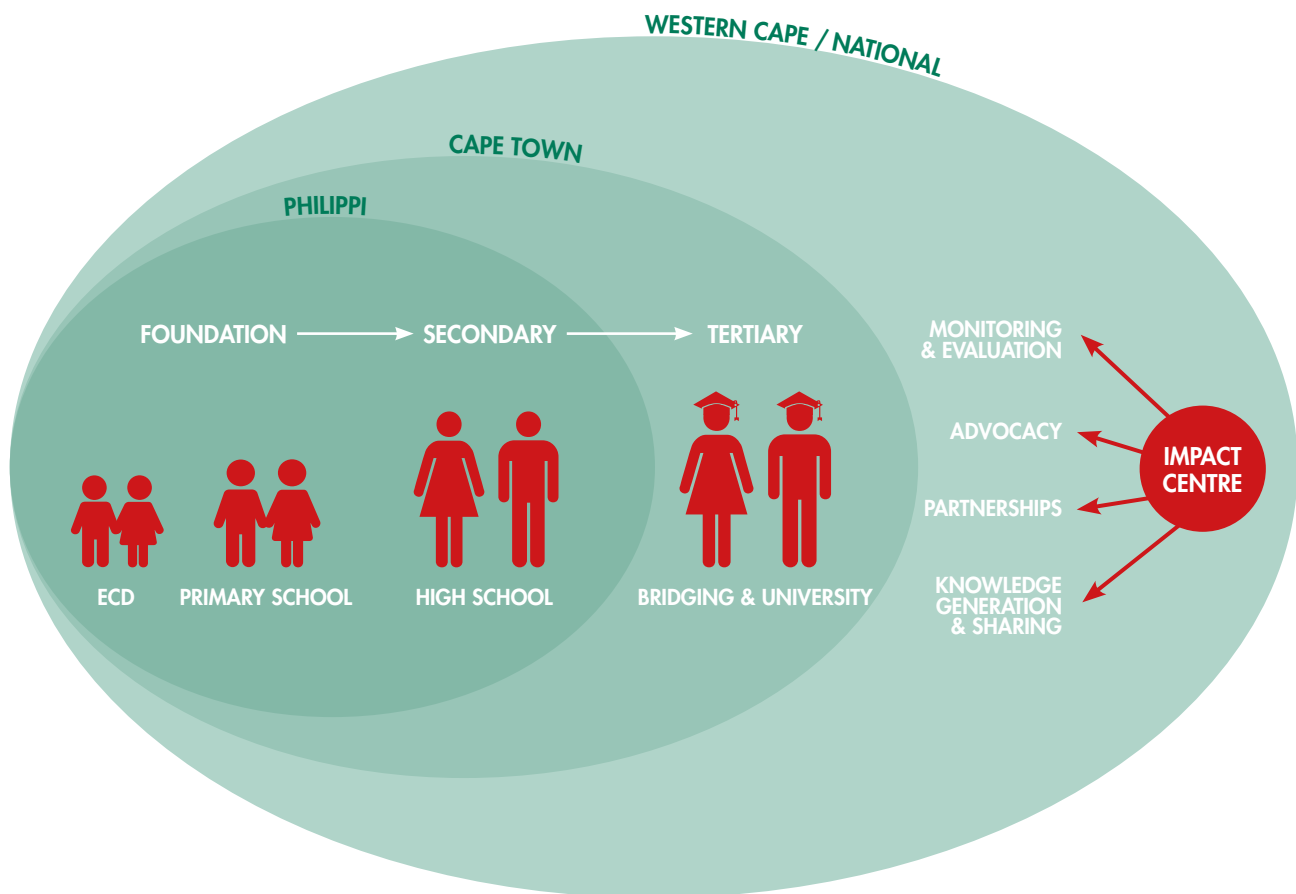 WESTERN CAPE / NATIONAL
CAPE TOWN
PHILIPPI
FOUNDATION
SECONDARY
TERTIARY
ECD
PRIMARY SCHOOL
HIGH SCHOOL
BRIDGING & UNIVERSITY
MONITORING
& EVALUATION
ADVOCACY
PARTNERSHIPS
KNOWLEDGE
GENERATION
& SHARING
IMPACT
CENTRE